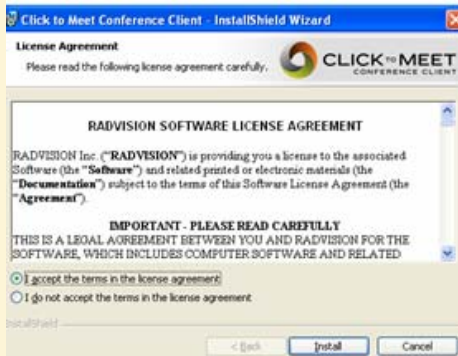 Click to Meet Conference Client - InstallShield Wizard
License Agreement
Please read the following license agreement carefully.
CLICK TO MEET
CONFERENCE CLIENT
RADVISION SOFTWARE LICENSE AGREEMENT
RADVISION Inc. ("RADVISION") is providing you a license to the associated
Software (the "Software") and related printed or electronic materials (the
"Documentation") subject to the terms of this Software License Agreement (the
"Agreement").
IMPORTANT - PLEASE READ CAREFULLY
THIS IS A LEGAL AGREEMENT BETWEEN YOU AND RADVISION FOR THE
SOFTWARE, WHICH INCLUDES COMPUTER SOFTWARE AND RELATED
I accept the terms in the license agreement
I do not accept the terms in the license agreement
InstallShield
< Back Install Cancel